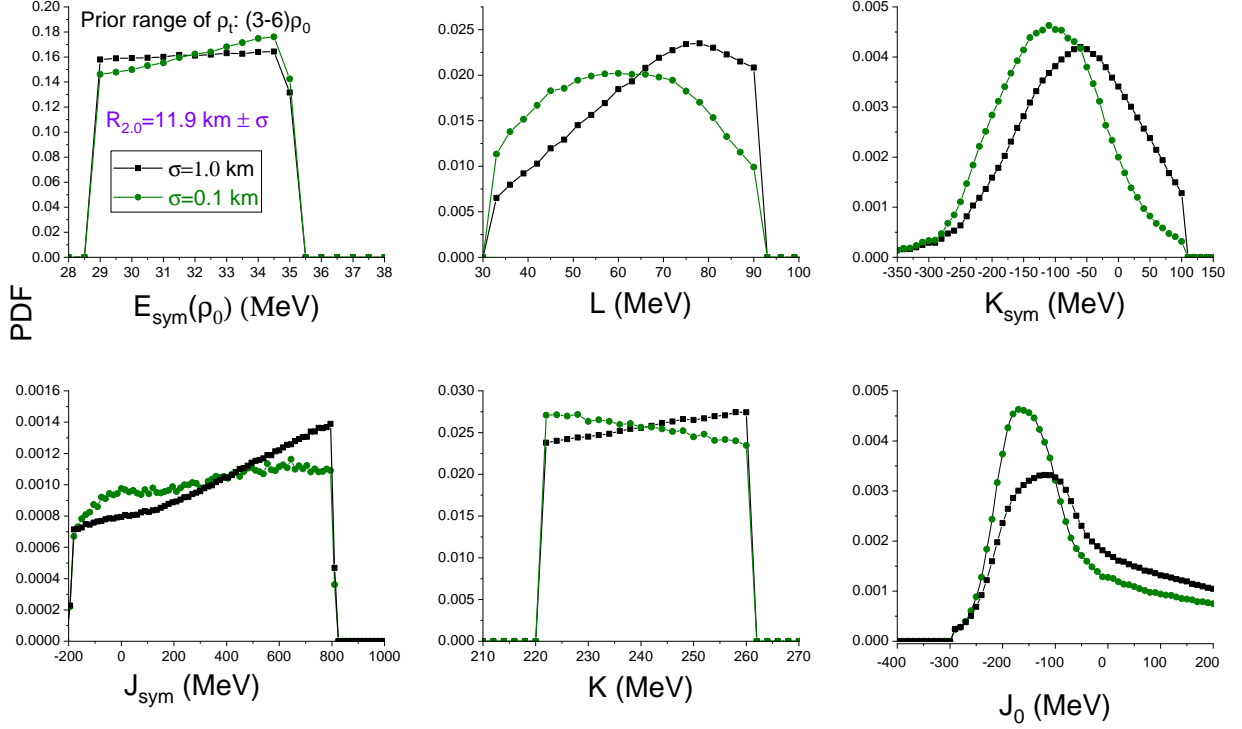 Prior range of ρt: (3-6)ρ0
R2.0=11.9 km ± σ
σ=1.0 km
σ=0.1 km
0.20
0.18
0.16
0.14
0.12
0.10
0.08
0.06
0.04
0.02
0.00
28 29 30 31 32 33 34 35 36 37 38
Esym(ρ0) (MeV)
0.025
0.020
0.015
0.010
0.005
0.000
30 40 50 60 70 80 90 100
L (MeV)
0.005
0.004
0.003
0.002
0.001
0.000
-350 -300 -250 -200 -150 -100 -50 0 50 100 150
Ksym (MeV)
PDF
0.0016
0.0014
0.0012
0.0010
0.0008
0.0006
0.0004
0.0002
0.0000
-200 0 200 400 600 800 1000
Jsym (MeV)
0.030
0.025
0.020
0.015
0.010
0.005
0.000
210 220 230 240 250 260 270
K (MeV)
0.005
0.004
0.003
0.002
0.001
0.000
-400 -300 -200 -100 0 100 200
J0 (MeV)